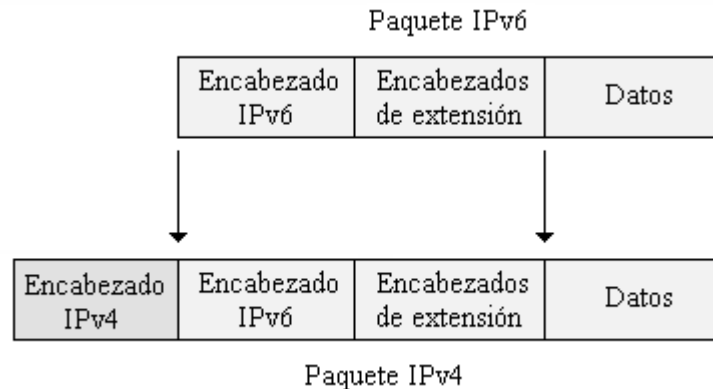 Paquete IPv6
Encabezado IPv6
Encabezados de extensión
Datos
Encabezado IPv4
Encabezado IPv6
Encabezados de extensión
Datos
Paquete IPv4